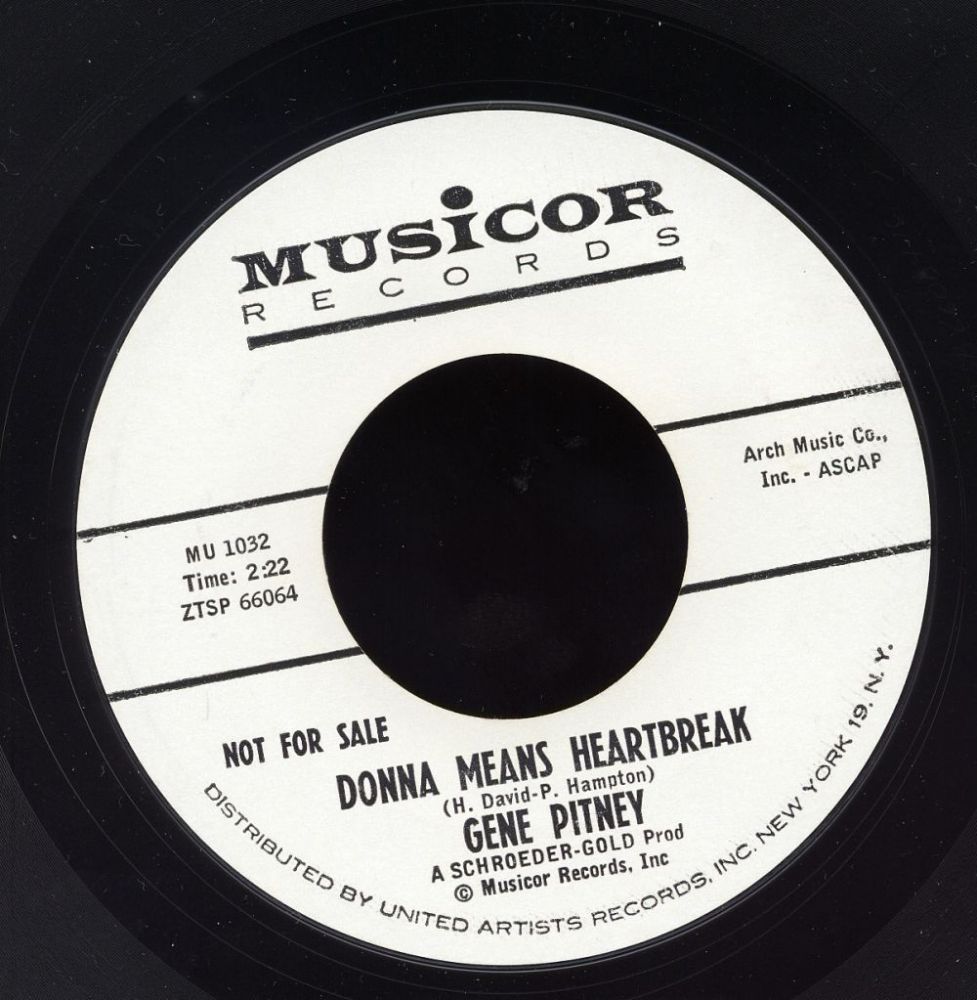 MUSiCOR
RECORDS
Arch Music Co.,
Inc. - ASCAP
MU 1032
Time: 2:22
ZTSP 66064
NOT FOR SALE
DONNA MEANS HEARTBREAK
(H. David-P. Hampton)
GENE PITNEY
A SCHROEDER-GOLD Prod
© Musicor Records, Inc
DISTRIBUTED BY UNITED ARTISTS RECORDS, INC. NEW YORK 19, N.Y.